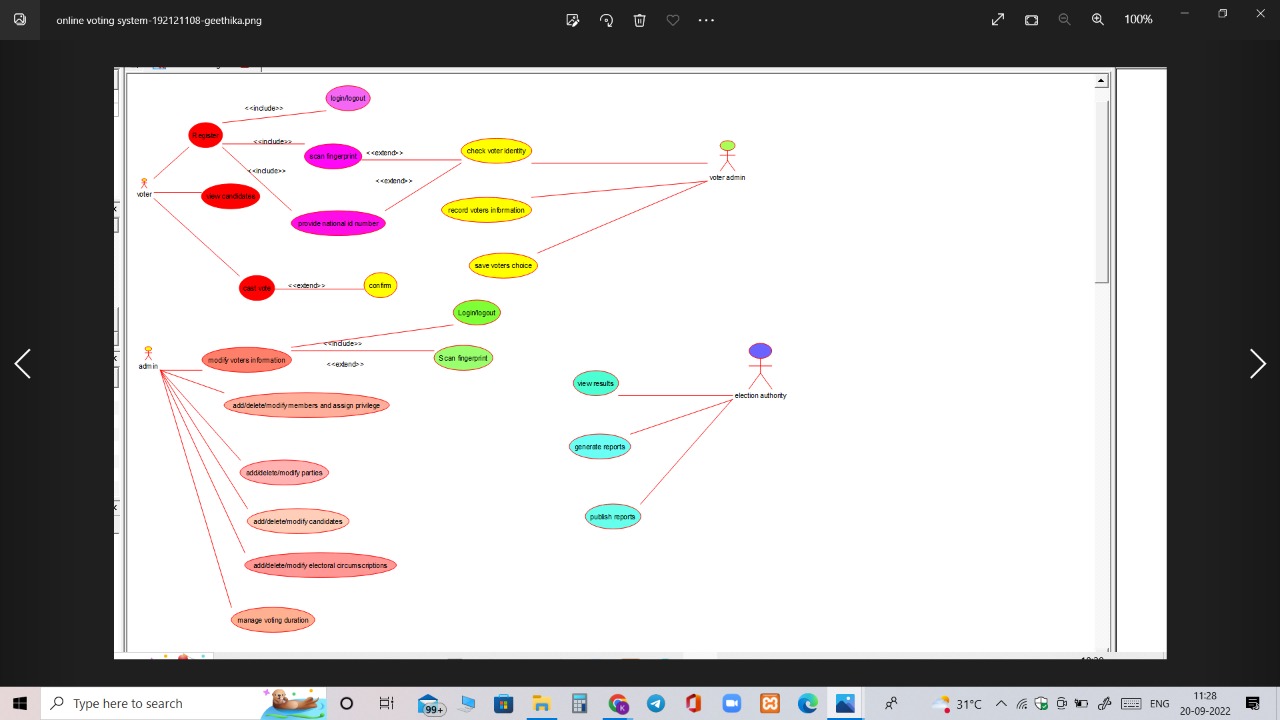 online voting system-192121108-geethika.png
100%
login/logout
<<include>>
Register
<<include>>
scan fingerprint
<<extend>>
check voter identity
<<include>>
<<extend>>
voter admin
voter
view candidates
record voters information
provide national id number
save voters choice
cast vote
<<extend>>
confirm
Login/logout
<<include>>
modify voters information
Scan fingerprint
<<extend>>
admin
view results
election authority
add/delete/modify members and assign privilege
generate reports
add/delete/modify parties
add/delete/modify candidates
publish reports
add/delete/modify electoral circumscriptions
manage voting duration
Type here to search
99+
K
31°C
ENG
11:28
20-09-2022